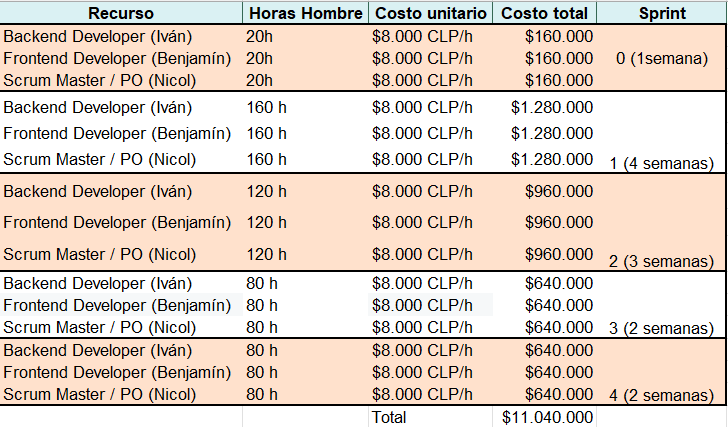 Recurso Horas Hombre Costo unitario Costo total Sprint
Backend Developer (Iván) 20h $8.000 CLP/h $160.000
Frontend Developer (Benjamín) 20h $8.000 CLP/h $160.000 0 (1semana)
Scrum Master / PO (Nicol) 20h $8.000 CLP/h $160.000
Backend Developer (Iván) 160 h $8.000 CLP/h $1.280.000
Frontend Developer (Benjamín) 160 h $8.000 CLP/h $1.280.000
Scrum Master / PO (Nicol) 160 h $8.000 CLP/h $1.280.000 1 (4 semanas)
Backend Developer (Iván) 120 h $8.000 CLP/h $960.000
Frontend Developer (Benjamín) 120 h $8.000 CLP/h $960.000
Scrum Master / PO (Nicol) 120 h $8.000 CLP/h $960.000 2 (3 semanas)
Backend Developer (Iván) 80 h $8.000 CLP/h $640.000
Frontend Developer (Benjamín) 80 h $8.000 CLP/h $640.000
Scrum Master / PO (Nicol) 80 h $8.000 CLP/h $640.000 3 (2 semanas)
Backend Developer (Iván) 80 h $8.000 CLP/h $640.000
Frontend Developer (Benjamín) 80 h $8.000 CLP/h $640.000
Scrum Master / PO (Nicol) 80 h $8.000 CLP/h $640.000 4 (2 semanas)
Total $11.040.000